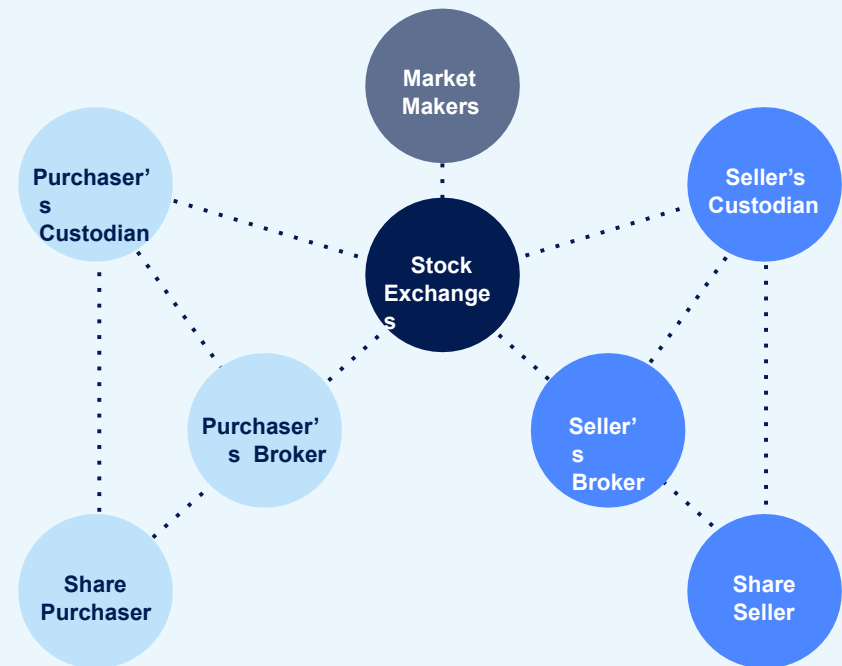 Market
Makers
Purchaser’
s
Custodian
Seller’s
Custodian
Stock
Exchange
s
Purchaser’
s Broker
Seller’
s
Broker
Share
Purchaser
Share
Seller